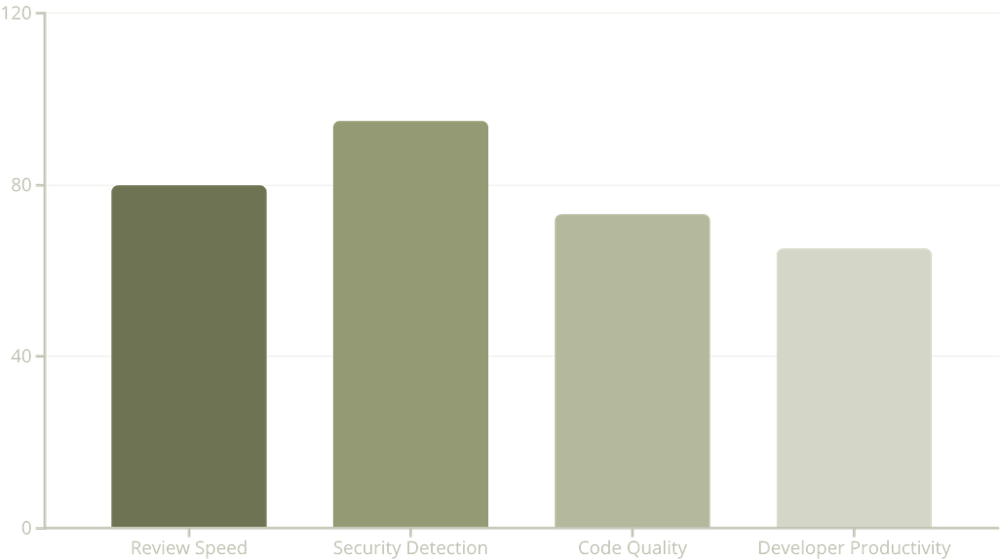 120
80
40
0
Review Speed
Security Detection
Code Quality
Developer Productivity